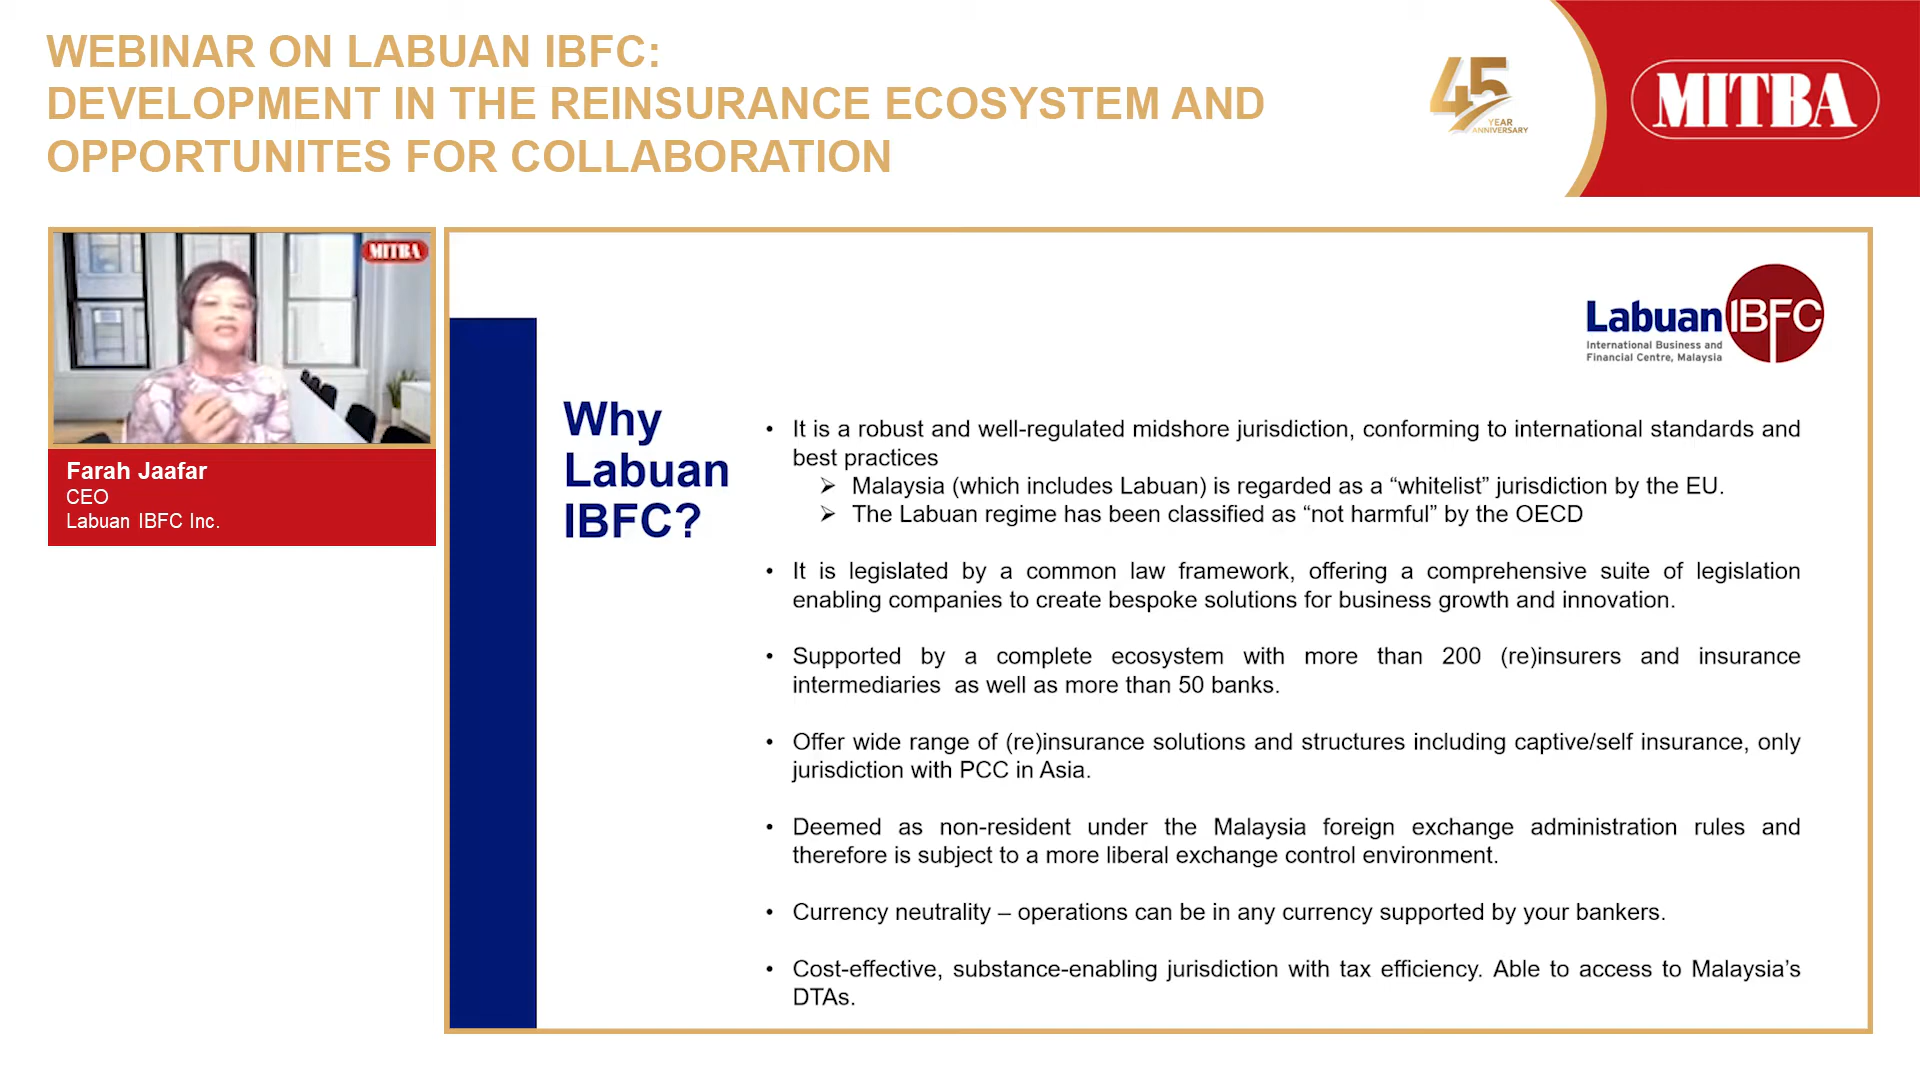 WEBINAR ON LABUAN IBFC:
DEVELOPMENT IN THE REINSURANCE ECOSYSTEM AND
OPPORTUNITES FOR COLLABORATION
45
YEAR
ANNIVERSARY
MITBA
MITBA
Farah Jaafar
CEO
Labuan IBFC Inc.
Labuan IBFC
International Business and
Financial Centre, Malaysia
Why
Labuan
IBFC?
• It is a robust and well-regulated midshore jurisdiction, conforming to international standards and
best practices
➢ Malaysia (which includes Labuan) is regarded as a “whitelist” jurisdiction by the EU.
➢ The Labuan regime has been classified as “not harmful” by the OECD
• It is legislated by a common law framework, offering a comprehensive suite of legislation
enabling companies to create bespoke solutions for business growth and innovation.
• Supported by a complete ecosystem with more than 200 (re)insurers and insurance
intermediaries as well as more than 50 banks.
• Offer wide range of (re)insurance solutions and structures including captive/self insurance, only
jurisdiction with PCC in Asia.
• Deemed as non-resident under the Malaysia foreign exchange administration rules and
therefore is subject to a more liberal exchange control environment.
• Currency neutrality – operations can be in any currency supported by your bankers.
• Cost-effective, substance-enabling jurisdiction with tax efficiency. Able to access to Malaysia’s
DTAs.